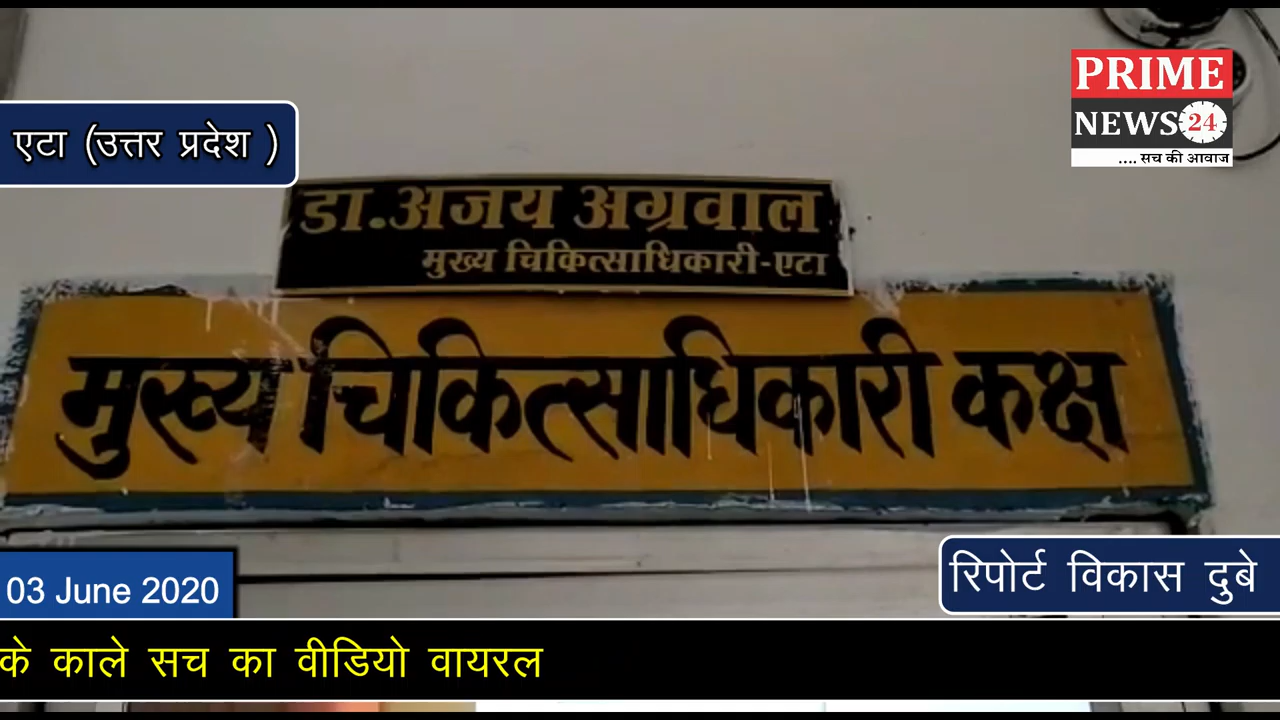 PRIME
NEWS 24
.... सच की आवाज
एटा (उत्तर प्रदेश )
डा.अजय अग्रवाल
मुख्य चिकित्साधिकारी-एटा
मुख्य चिकित्साधिकारी कक्ष
03 June 2020
रिपोर्ट विकास दुबे
के काले सच का वीडियो वायरल